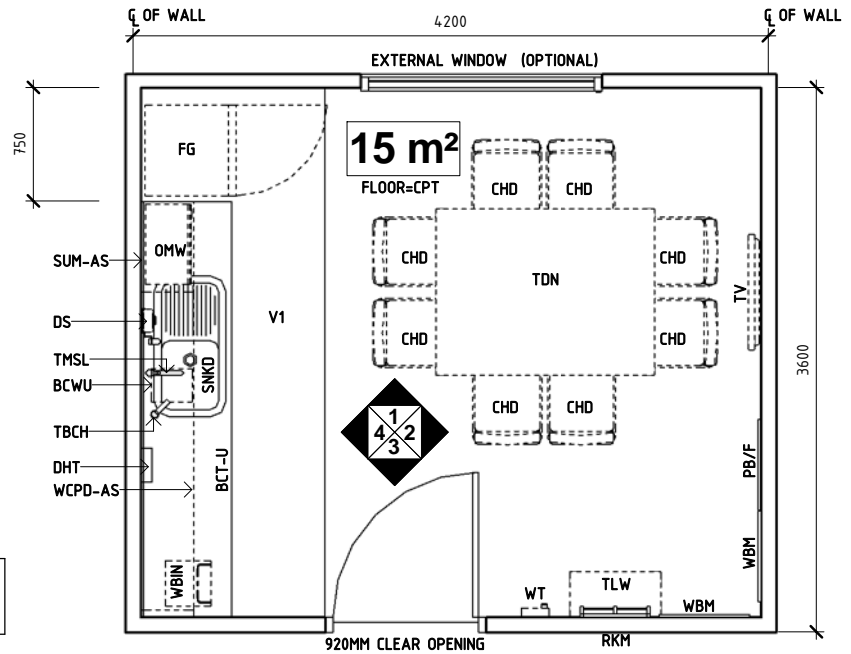 ℄ OF WALL
4200
℄ OF WALL
EXTERNAL WINDOW (OPTIONAL)
750
FG
15 m²
FLOOR=CPT
CHD
CHD
OMW
SUM-AS
CHD
CHD
TDN
TV
DS
V1
CHD
CHD
TMSL
BCWU
SNKD
3600
TBCH
CHD
CHD
1
4 2
3
DHT
BCT-U
PB/F
WCPD-AS
WBM
WBIN
WT
TLW
WBM
920MM CLEAR OPENING
RKM